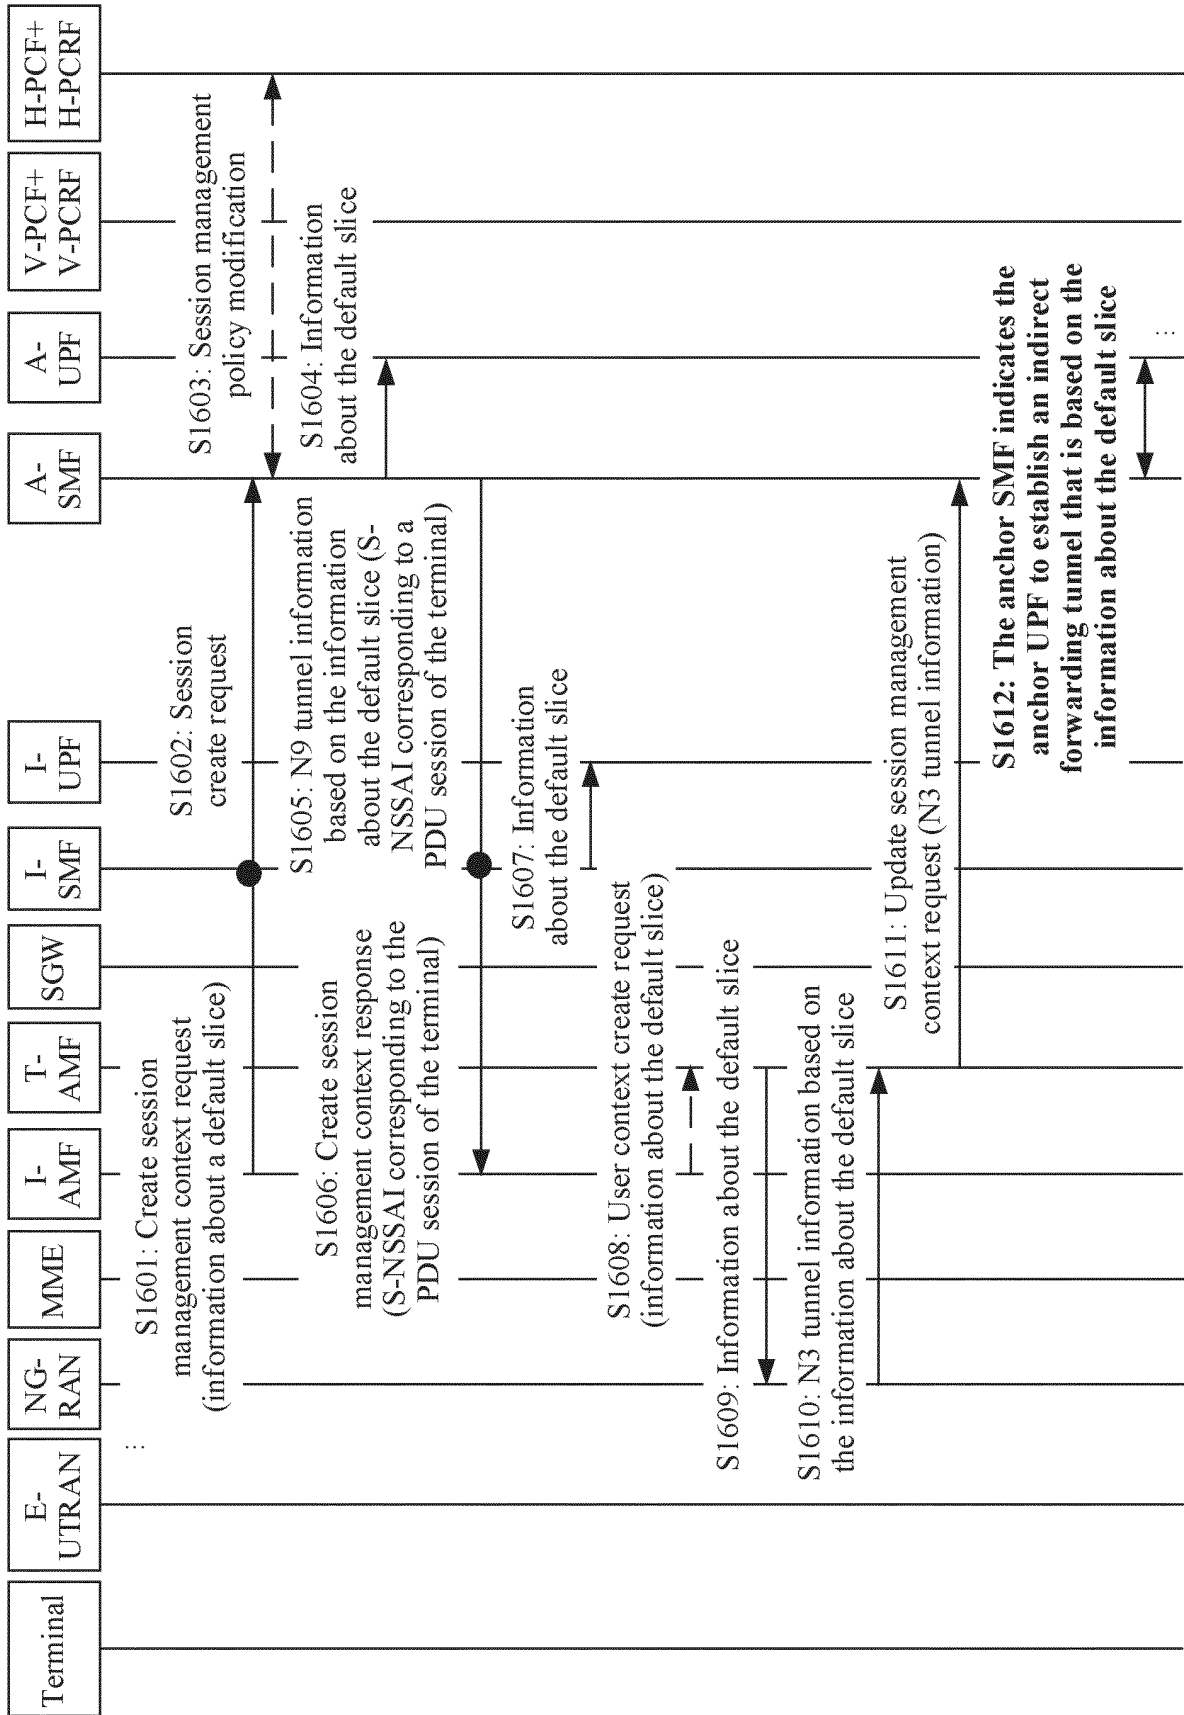 Terminal
E-
UTRAN
NG-
RAN
MME
I-
AMF
T-
AMF
SGW
I-
SMF
I-
UPF
A-
SMF
A-
UPF
V-PCF+
V-PCRF
H-PCF+
H-PCRF
...
S1601: Create session
management context request
(information about a default slice)
S1602: Session
create request
S1603: Session management
policy modification
S1604: Information
about the default slice
S1605: N9 tunnel information
based on the information
about the default slice (S-
NSSAI corresponding to a
PDU session of the terminal)
S1606: Create session
management context response
(S-NSSAI corresponding to the
PDU session of the terminal)
S1607: Information
about the default slice
S1608: User context create request
(information about the default slice)
S1609: Information about the default slice
S1610: N3 tunnel information based on
the information about the default slice
S1611: Update session management
context request (N3 tunnel information)
S1612: The anchor SMF indicates the
anchor UPF to establish an indirect
forwarding tunnel that is based on the
information about the default slice
...